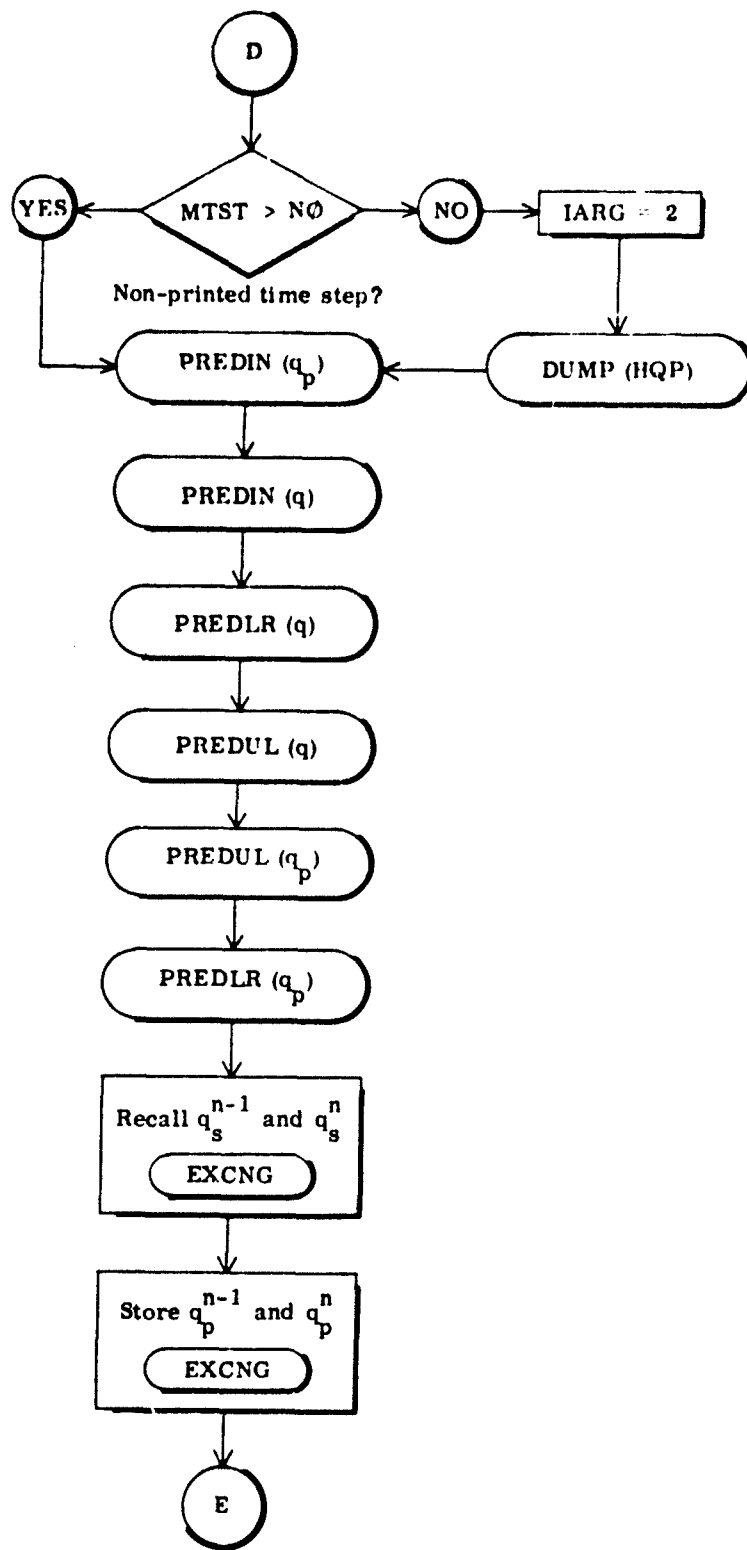 D
YES
MTST > NØ
NO
IARG = 2
Non-printed time step?
PREDIN (q_p)
DUMP (HQP)
PREDIN (q)
PREDLR (q)
PREDUL (q)
PREDUL (q_p)
PREDLR (q_p)
Recall q_s^{n-1} and q_s^n
EXCNG
Store q_p^{n-1} and q_p^n
EXCNG
E